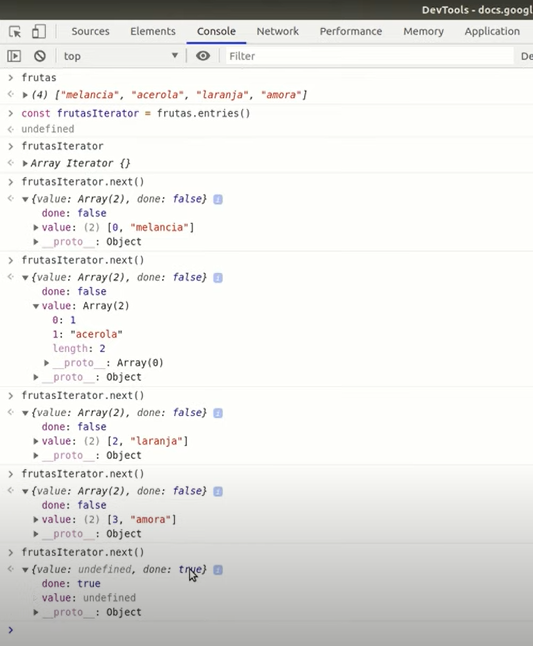 DevTools - docs.googl
Sources Elements Console Network Performance Memory Application
top Filter De
frutas
(4) ["melancia", "acerola", "laranja", "amora"]
const frutasIterator = frutas.entries()
undefined
frutasIterator
Array Iterator {}
frutasIterator.next()
{value: Array(2), done: false} i
done: false
value: (2) [0, "melancia"]
__proto__: Object
frutasIterator.next()
{value: Array(2), done: false} i
done: false
value: Array(2)
0: 1
1: "acerola"
length: 2
__proto__: Array(0)
__proto__: Object
frutasIterator.next()
{value: Array(2), done: false} i
done: false
value: (2) [2, "laranja"]
__proto__: Object
frutasIterator.next()
{value: Array(2), done: false} i
done: false
value: (2) [3, "amora"]
__proto__: Object
frutasIterator.next()
{value: undefined, done: true} i
done: true
value: undefined
__proto__: Object